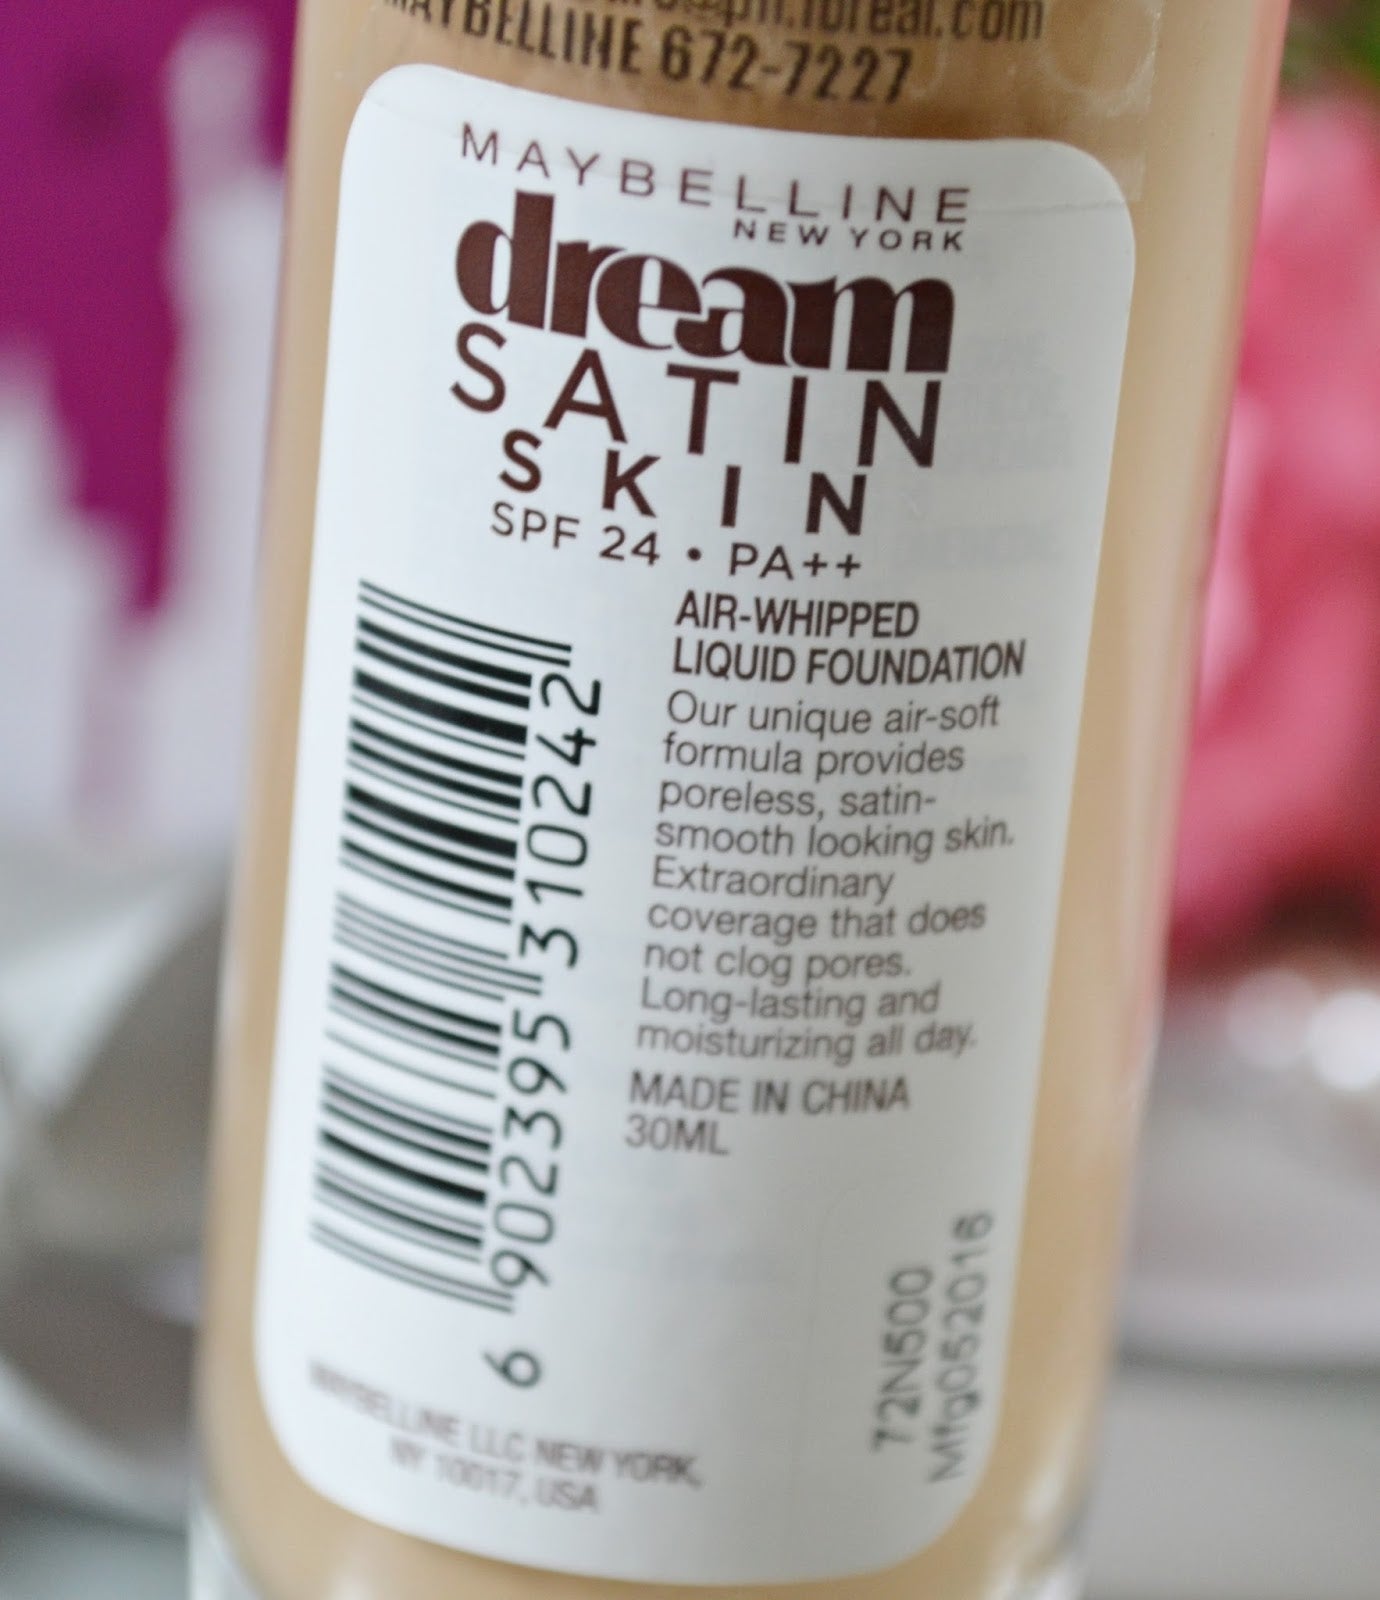 MAYBELLINE 672-7227
MAYBELLINE
NEW YORK
dream
SATIN
SKIN
SPF 24 • PA++
AIR-WHIPPED
LIQUID FOUNDATION
Our unique air-soft
formula provides
poreless, satin-
smooth looking skin.
Extraordinary
coverage that does
not clog pores.
Long-lasting and
moisturizing all day.
MADE IN CHINA
30ML
6 902395 310242
72N500
Mfg052016
MAYBELLINE LLC NEW YORK,
NY 10017, USA